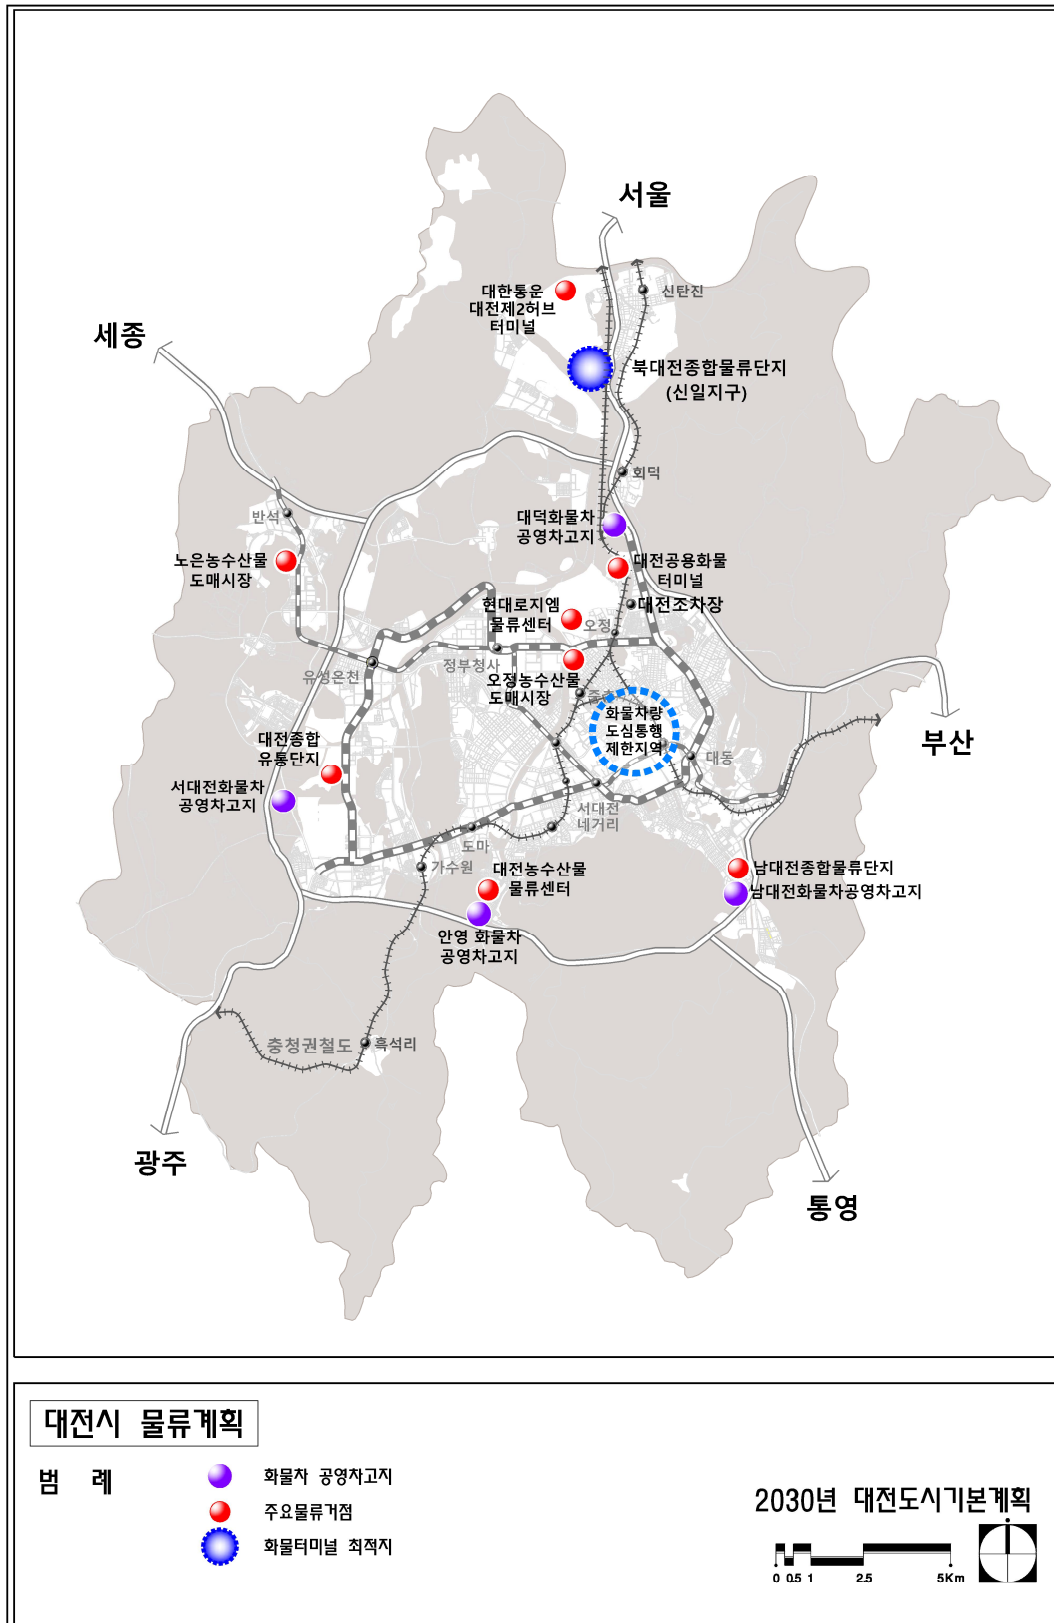 서울
대한통운
대전제2허브
터미널
신탄진
세종
북대전종합물류단지
(신일지구)
회덕
반석
대덕화물차
공영차고지
노은농수산물
도매시장
대전공용화물
터미널
현대로지엠
물류센터
대전조차장
오정
정부청사
유성온천
오정농수산물
도매시장
화물차량
도심통행
제한지역
부산
대전종합
유통단지
대동
서대전화물차
공영차고지
서대전
네거리
도마
가수원
대전농수산물
물류센터
남대전종합물류단지
남대전화물차공영차고지
안영 화물차
공영차고지
충청권철도
흑석리
광주
통영
대전시 물류계획
범 례
화물차 공영차고지
주요물류거점
화물터미널 최적지
2030년 대전도시기본계획
0 0.5 1 2.5 5Km